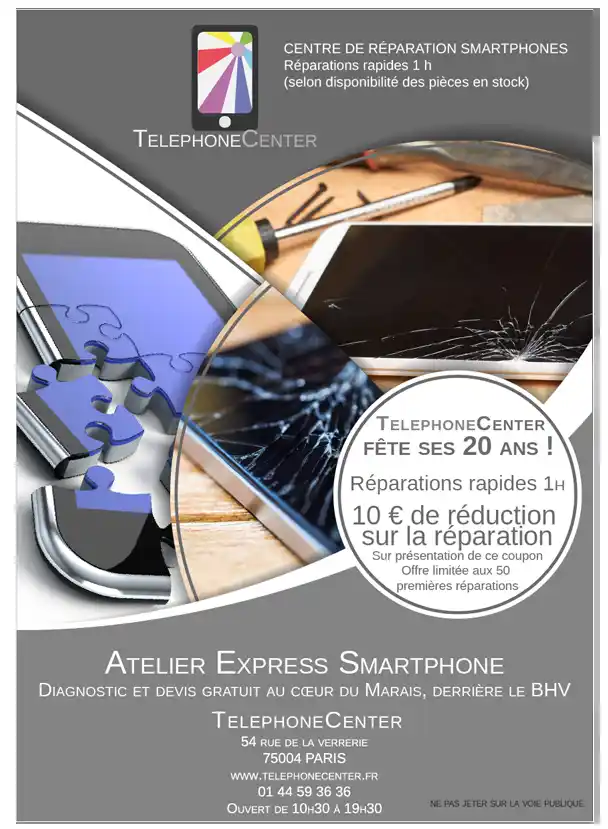 CENTRE DE RÉPARATION SMARTPHONES
Réparations rapides 1 h
(selon disponibilité des pièces en stock)
TELEPHONECENTER
TELEPHONECENTER
FÊTE SES 20 ANS !
Réparations rapides 1H
10 € de réduction
sur la réparation
Sur présentation de ce coupon
Offre limitée aux 50
premières réparations
ATELIER EXPRESS SMARTPHONE
DIAGNOSTIC ET DEVIS GRATUIT AU CŒUR DU MARAIS, DERRIÈRE LE BHV
TELEPHONECENTER
54 RUE DE LA VERRERIE
75004 PARIS
WWW.TELEPHONECENTER.FR
01 44 59 36 36
OUVERT DE 10H30 À 19H30
NE PAS JETER SUR LA VOIE PUBLIQUE